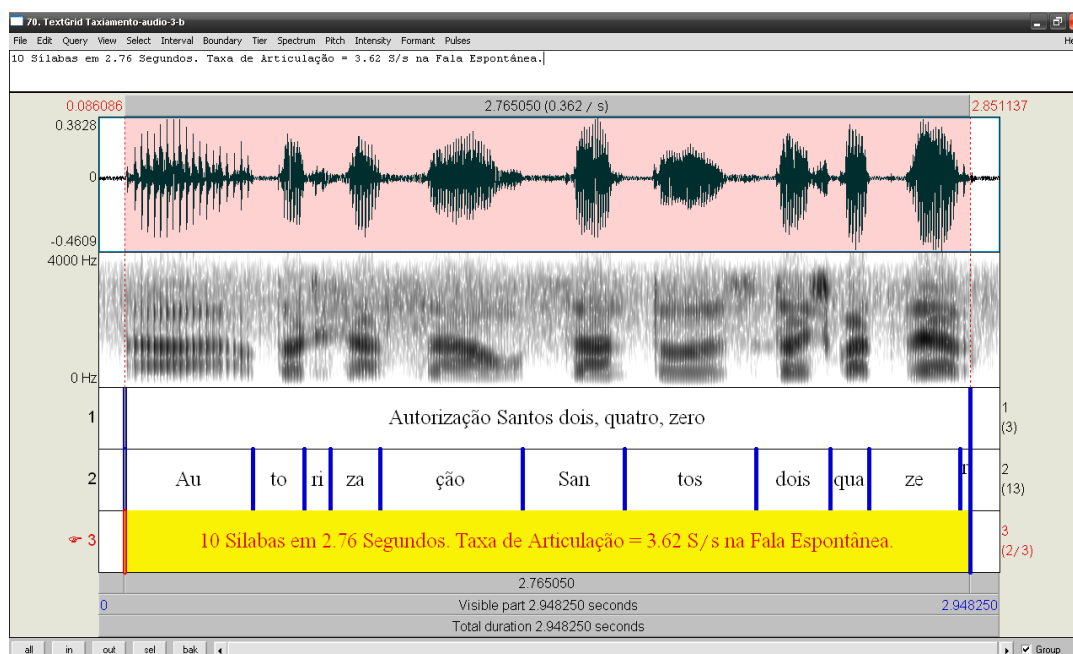 70. TextGrid Taxiamento-audio-3-b
File Edit Query View Select Interval Boundary Tier Spectrum Pitch Intensity Formant Pulses He
10 Sílabas em 2.76 Segundos. Taxa de Articulação = 3.62 S/s na Fala Espontânea.
0.086086 2.765050 (0.362 / s) 2.851137
0.3828
0
-0.4609
4000 Hz
0 Hz
1 Autorização Santos dois, quatro, zero 1 (3)
2 Au to ri za ção San tos dois qua ze r 2 (13)
3 10 Sílabas em 2.76 Segundos. Taxa de Articulação = 3.62 S/s na Fala Espontânea. 3 (2/3)
2.765050
0 Visible part 2.948250 seconds 2.948250
Total duration 2.948250 seconds
all in out sel bak Group